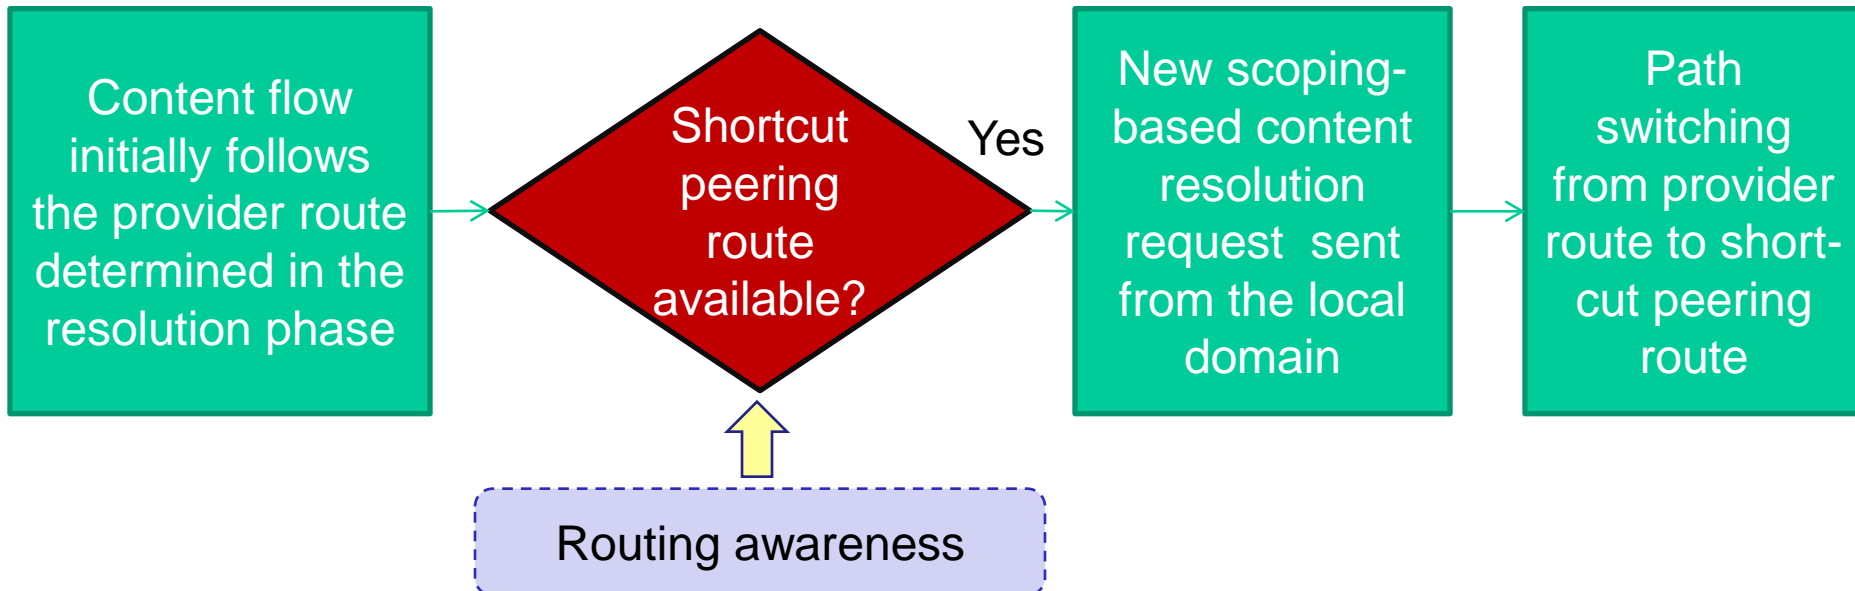 Content flow
initially follows
the provider route
determined in the
resolution phase
Shortcut
peering
route
available?
Yes
New scoping-
based content
resolution
request sent
from the local
domain
Path
switching
from provider
route to short-
cut peering
route
Routing awareness